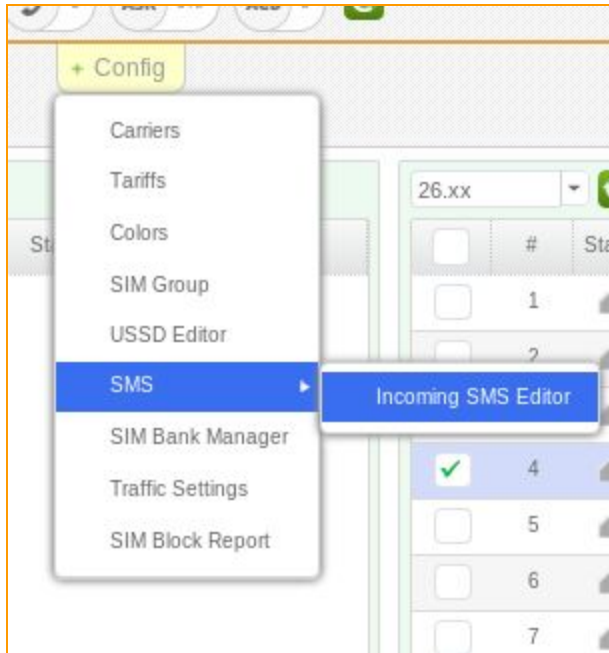 + Config
Carriers
Tariffs
Colors
SIM Group
USSD Editor
SMS
Incoming SMS Editor
SIM Bank Manager
Traffic Settings
SIM Block Report
26.xx
#
1
2
4
5
6
7